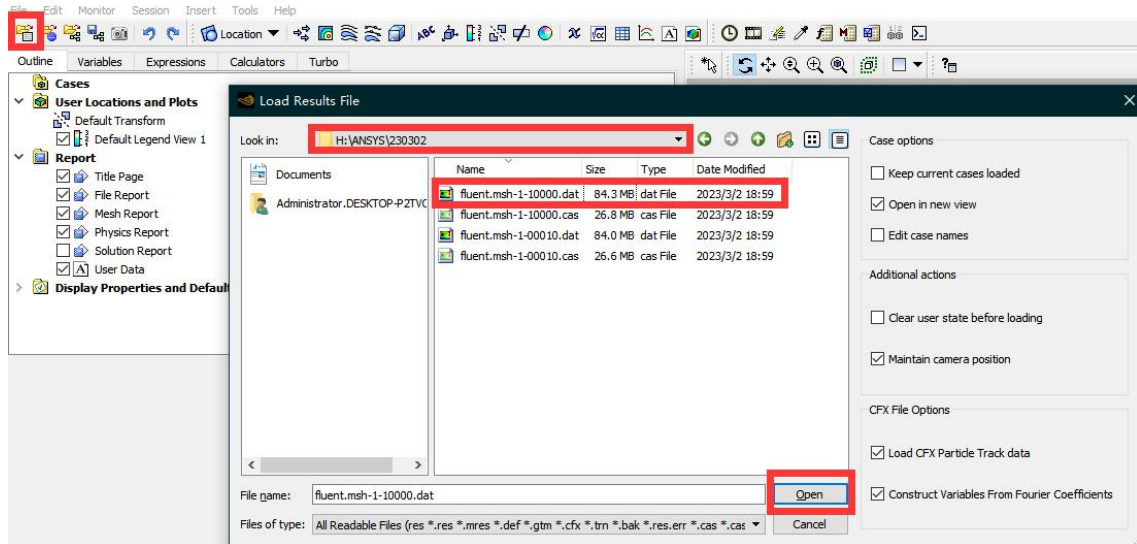 File Edit Monitor Session Insert Tools Help
Location
Outline Variables Expressions Calculators Turbo
Cases
User Locations and Plots
Default Transform
Default Legend View 1
Report
Title Page
File Report
Mesh Report
Physics Report
Solution Report
User Data
Display Properties and Defaul
Load Results File
Look in: H:\ANSYS\230302
Documents
Administrator.DESKTOP-P2TVC
Name Size Type Date Modified
fluent.msh-1-10000.dat 84.3 MB dat File 2023/3/2 18:59
fluent.msh-1-10000.cas 26.8 MB cas File 2023/3/2 18:59
fluent.msh-1-00010.dat 84.0 MB dat File 2023/3/2 18:59
fluent.msh-1-00010.cas 26.6 MB cas File 2023/3/2 18:59
File name: fluent.msh-1-10000.dat Open
Files of type: All Readable Files (res *.res *.mres *.def *.gtm *.cfx *.trn *.bak *.res.err *.cas *.cas Cancel
Case options
Keep current cases loaded
Open in new view
Edit case names
Additional actions
Clear user state before loading
Maintain camera position
CFX File Options
Load CFX Particle Track data
Construct Variables From Fourier Coefficients